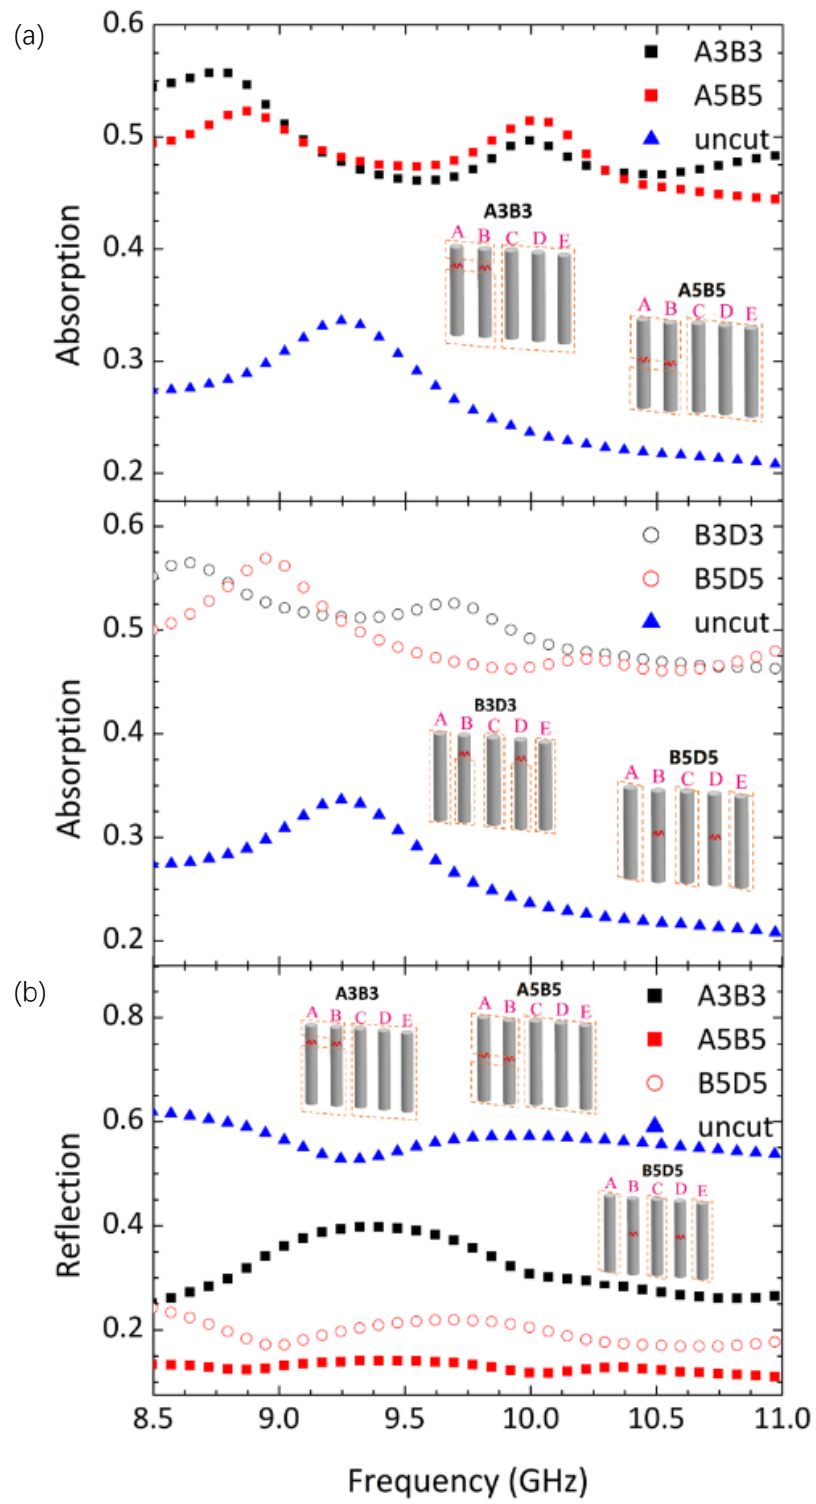 (a)
0.6
A3B3
A5B5
uncut
0.5
0.4
0.3
0.2
Absorption
A3B3
A B C D E
A5B5
A B C D E
0.6
B3D3
B5D5
uncut
0.5
0.4
0.3
0.2
Absorption
B3D3
A B C D E
B5D5
A B C D E
(b)
A3B3
A B C D E
A5B5
A B C D E
A3B3
A5B5
B5D5
uncut
0.8
0.6
0.4
0.2
Reflection
B5D5
A B C D E
8.5 9.0 9.5 10.0 10.5 11.0
Frequency (GHz)